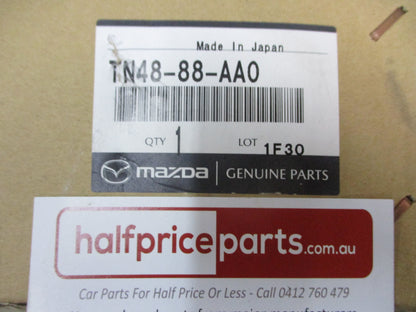 Made In Japan
TN48-88-AA0
QTY 1 LOT 1E30
mazda GENUINE PARTS
halfpriceparts.com.au
Car Parts For Half Price Or Less - Call 0412 760 479